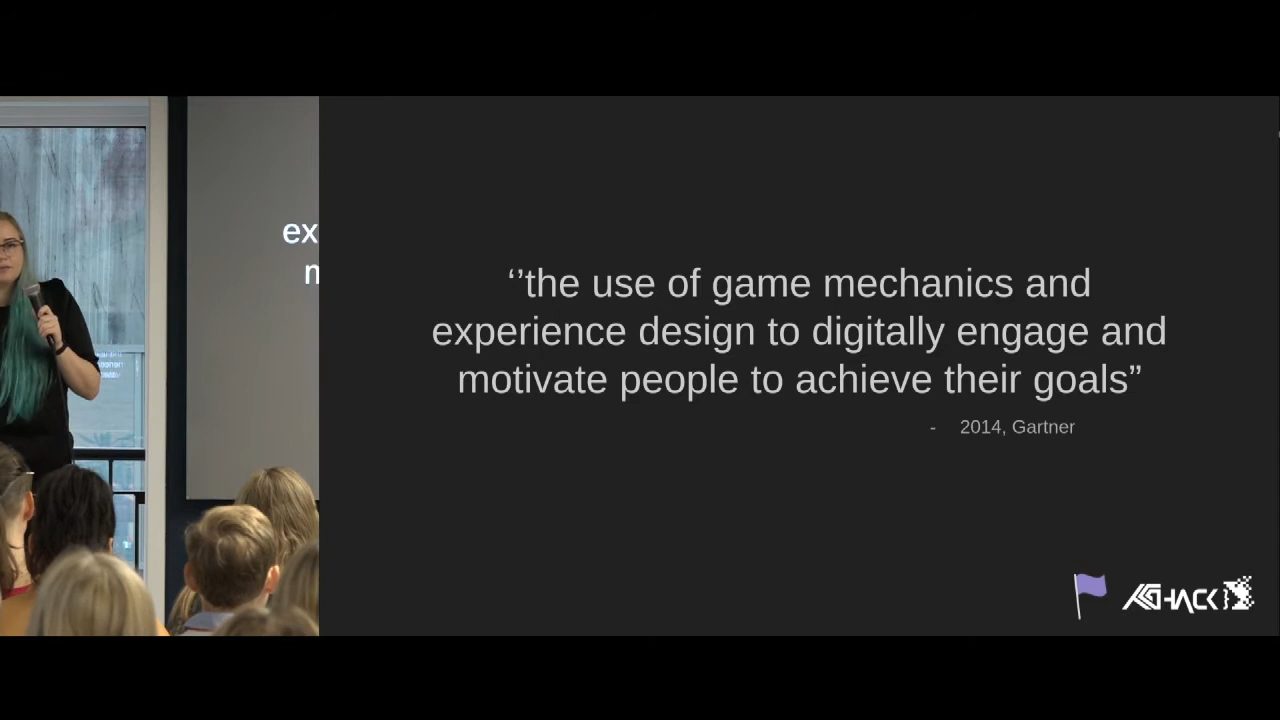 ex
m
‘’the use of game mechanics and
experience design to digitally engage and
motivate people to achieve their goals”
- 2014, Gartner
HACK